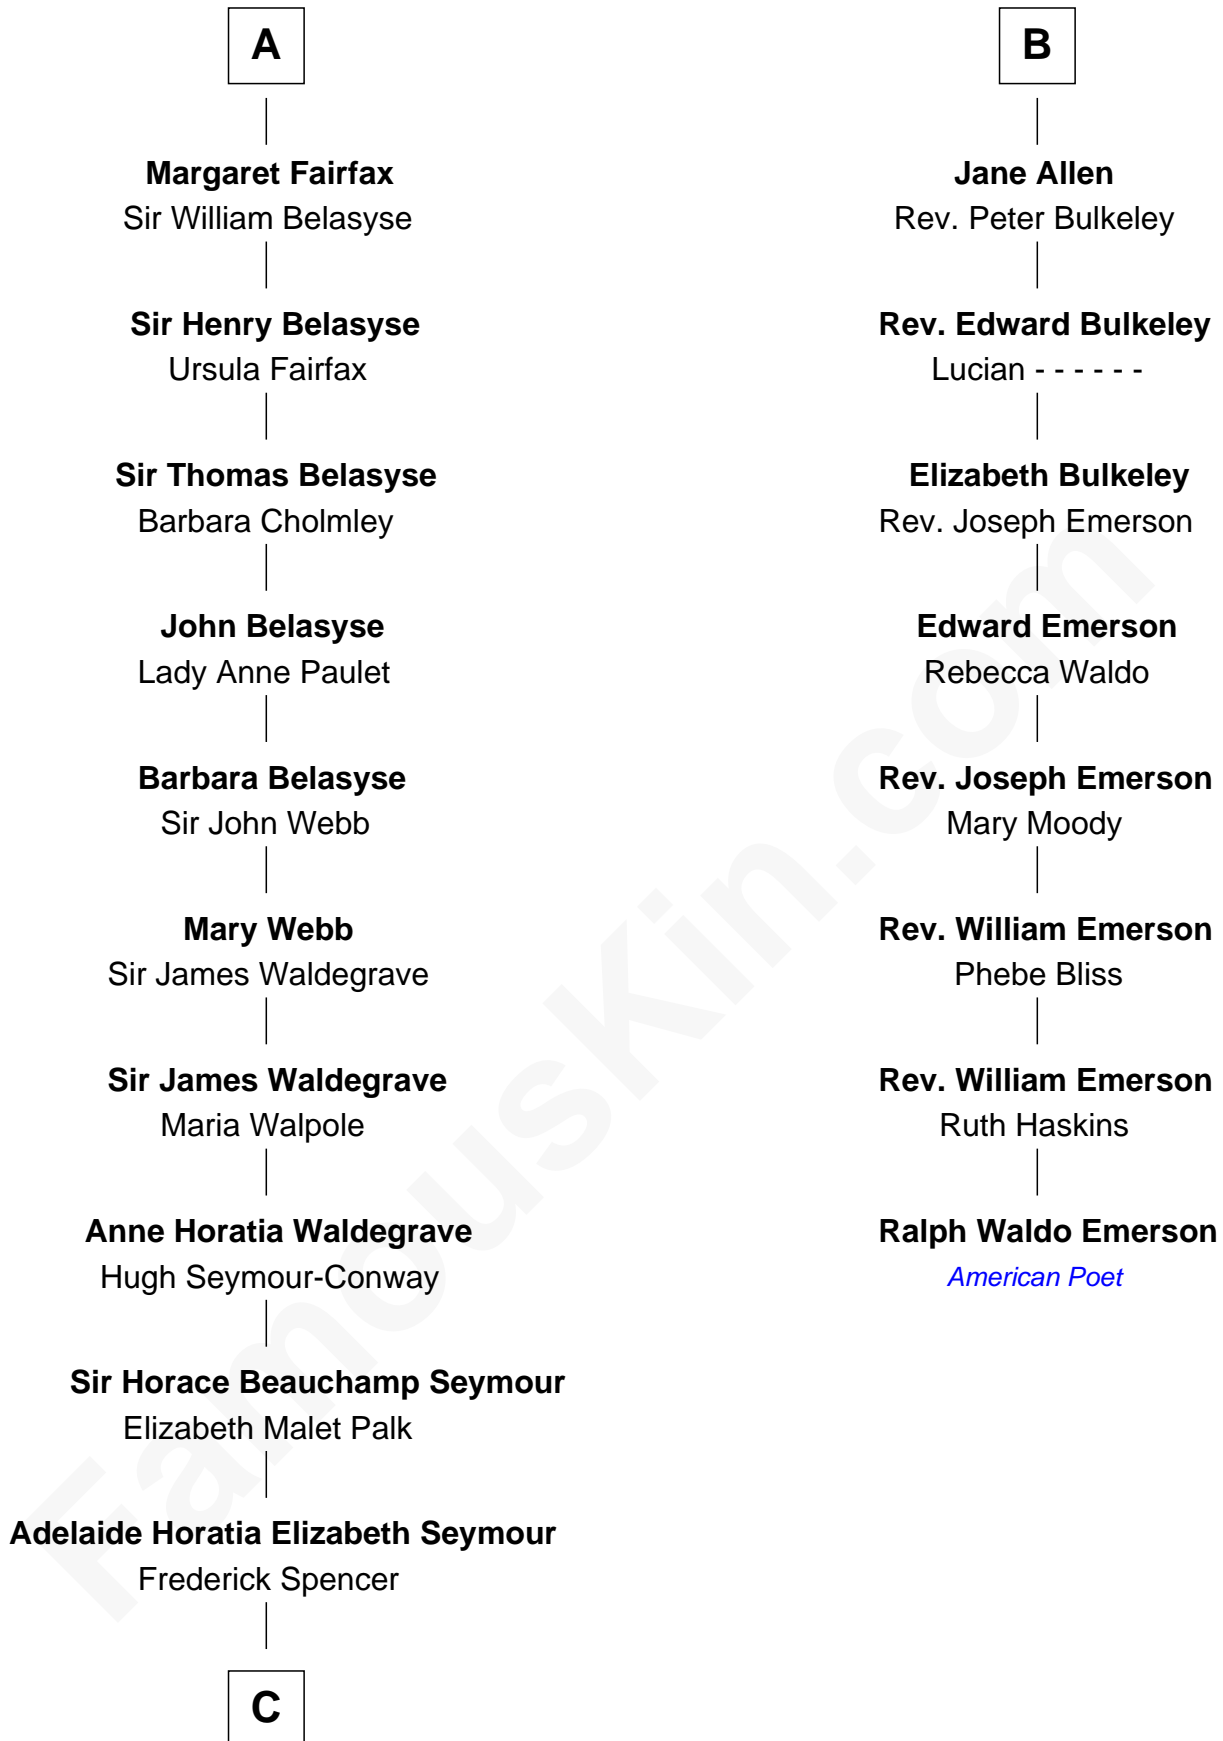 A
Margaret Fairfax
Sir William Belasyse
Sir Henry Belasyse
Ursula Fairfax
Sir Thomas Belasyse
Barbara Cholmley
John Belasyse
Lady Anne Paulet
Barbara Belasyse
Sir John Webb
Mary Webb
Sir James Waldegrave
Sir James Waldegrave
Maria Walpole
Anne Horatia Waldegrave
Hugh Seymour-Conway
Sir Horace Beauchamp Seymour
Elizabeth Malet Palk
Adelaide Horatia Elizabeth Seymour
Frederick Spencer
C
B
Jane Allen
Rev. Peter Bulkeley
Rev. Edward Bulkeley
Lucian - - - - - -
Elizabeth Bulkeley
Rev. Joseph Emerson
Edward Emerson
Rebecca Waldo
Rev. Joseph Emerson
Mary Moody
Rev. William Emerson
Phebe Bliss
Rev. William Emerson
Ruth Haskins
Ralph Waldo Emerson
American Poet
FamousKin.com